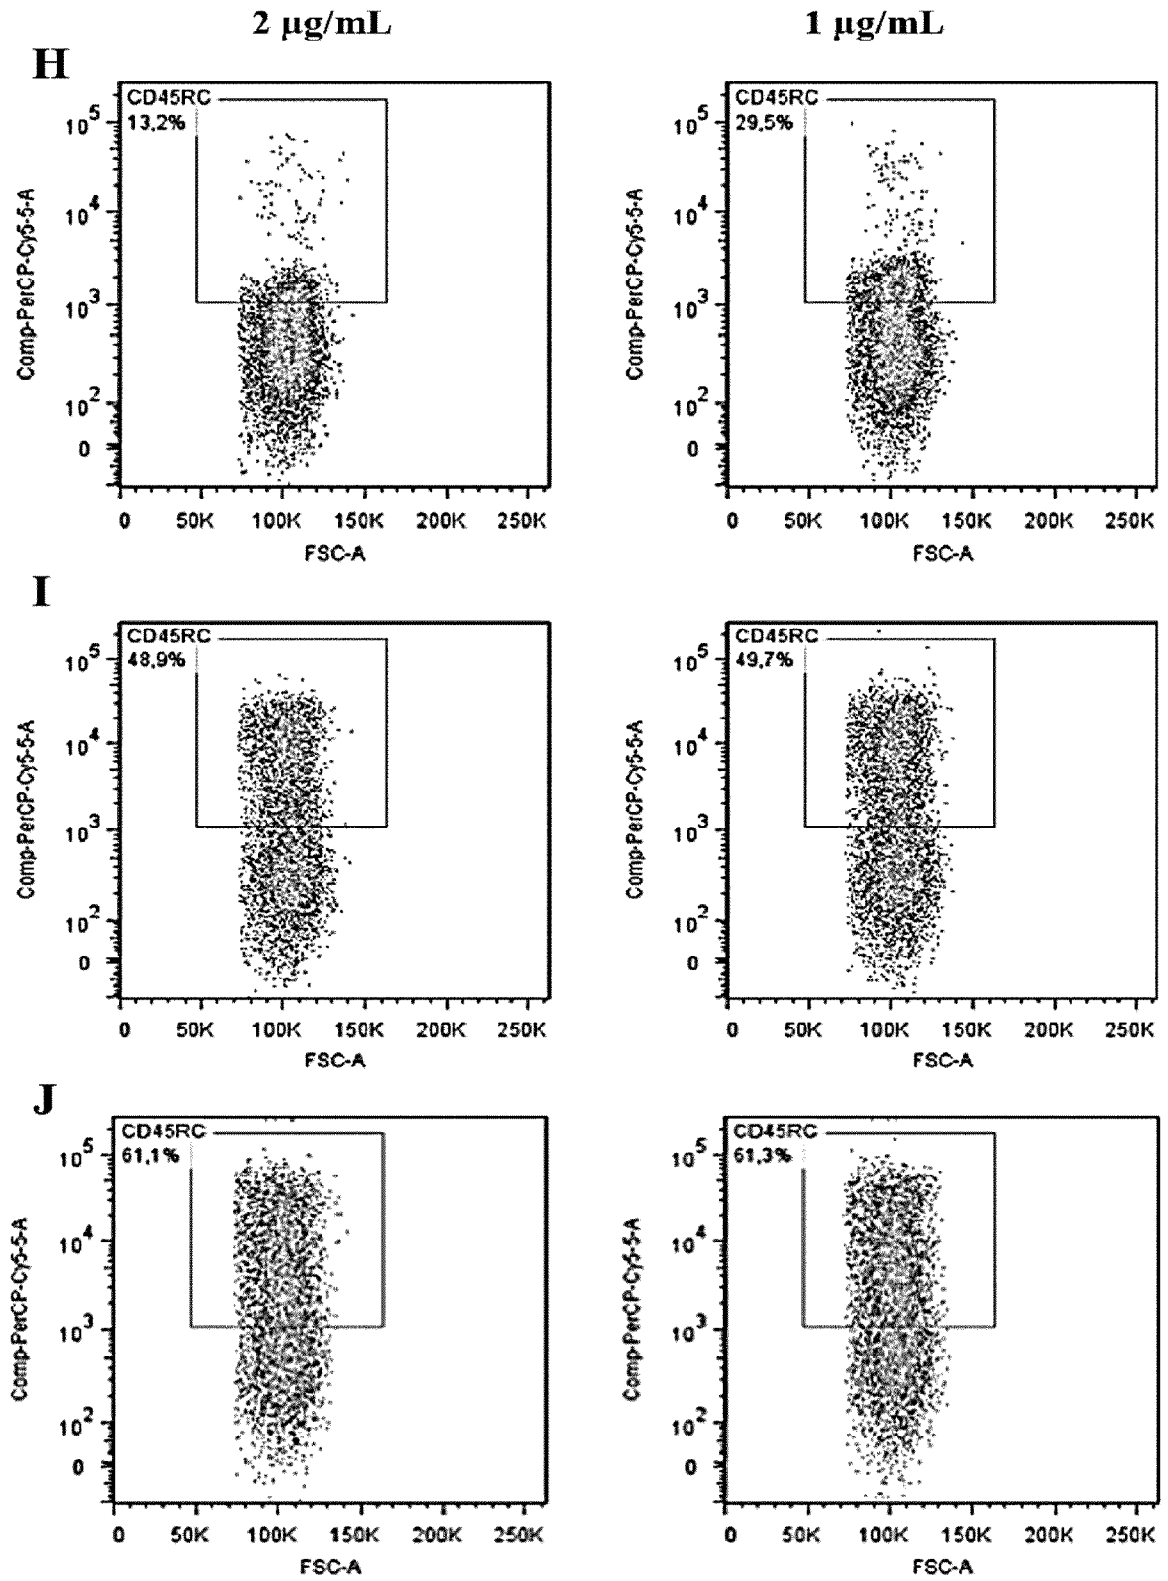 2 µg/mL 1 µg/mL
H
CD45RC
13,2%
10^5
10^4
10^3
10^2
0
Comp-PerCP-Cy5-5-A
0 50K 100K 150K 200K 250K
FSC-A
CD45RC
29,5%
10^5
10^4
10^3
10^2
0
Comp-PerCP-Cy5-5-A
0 50K 100K 150K 200K 250K
FSC-A
I
CD45RC
48,9%
10^5
10^4
10^3
10^2
0
Comp-PerCP-Cy5-5-A
0 50K 100K 150K 200K 250K
FSC-A
CD45RC
49,7%
10^5
10^4
10^3
10^2
0
Comp-PerCP-Cy5-5-A
0 50K 100K 150K 200K 250K
FSC-A
J
CD45RC
61,1%
10^5
10^4
10^3
10^2
0
Comp-PerCP-Cy5-5-A
0 50K 100K 150K 200K 250K
FSC-A
CD45RC
61,3%
10^5
10^4
10^3
10^2
0
Comp-PerCP-Cy5-5-A
0 50K 100K 150K 200K 250K
FSC-A